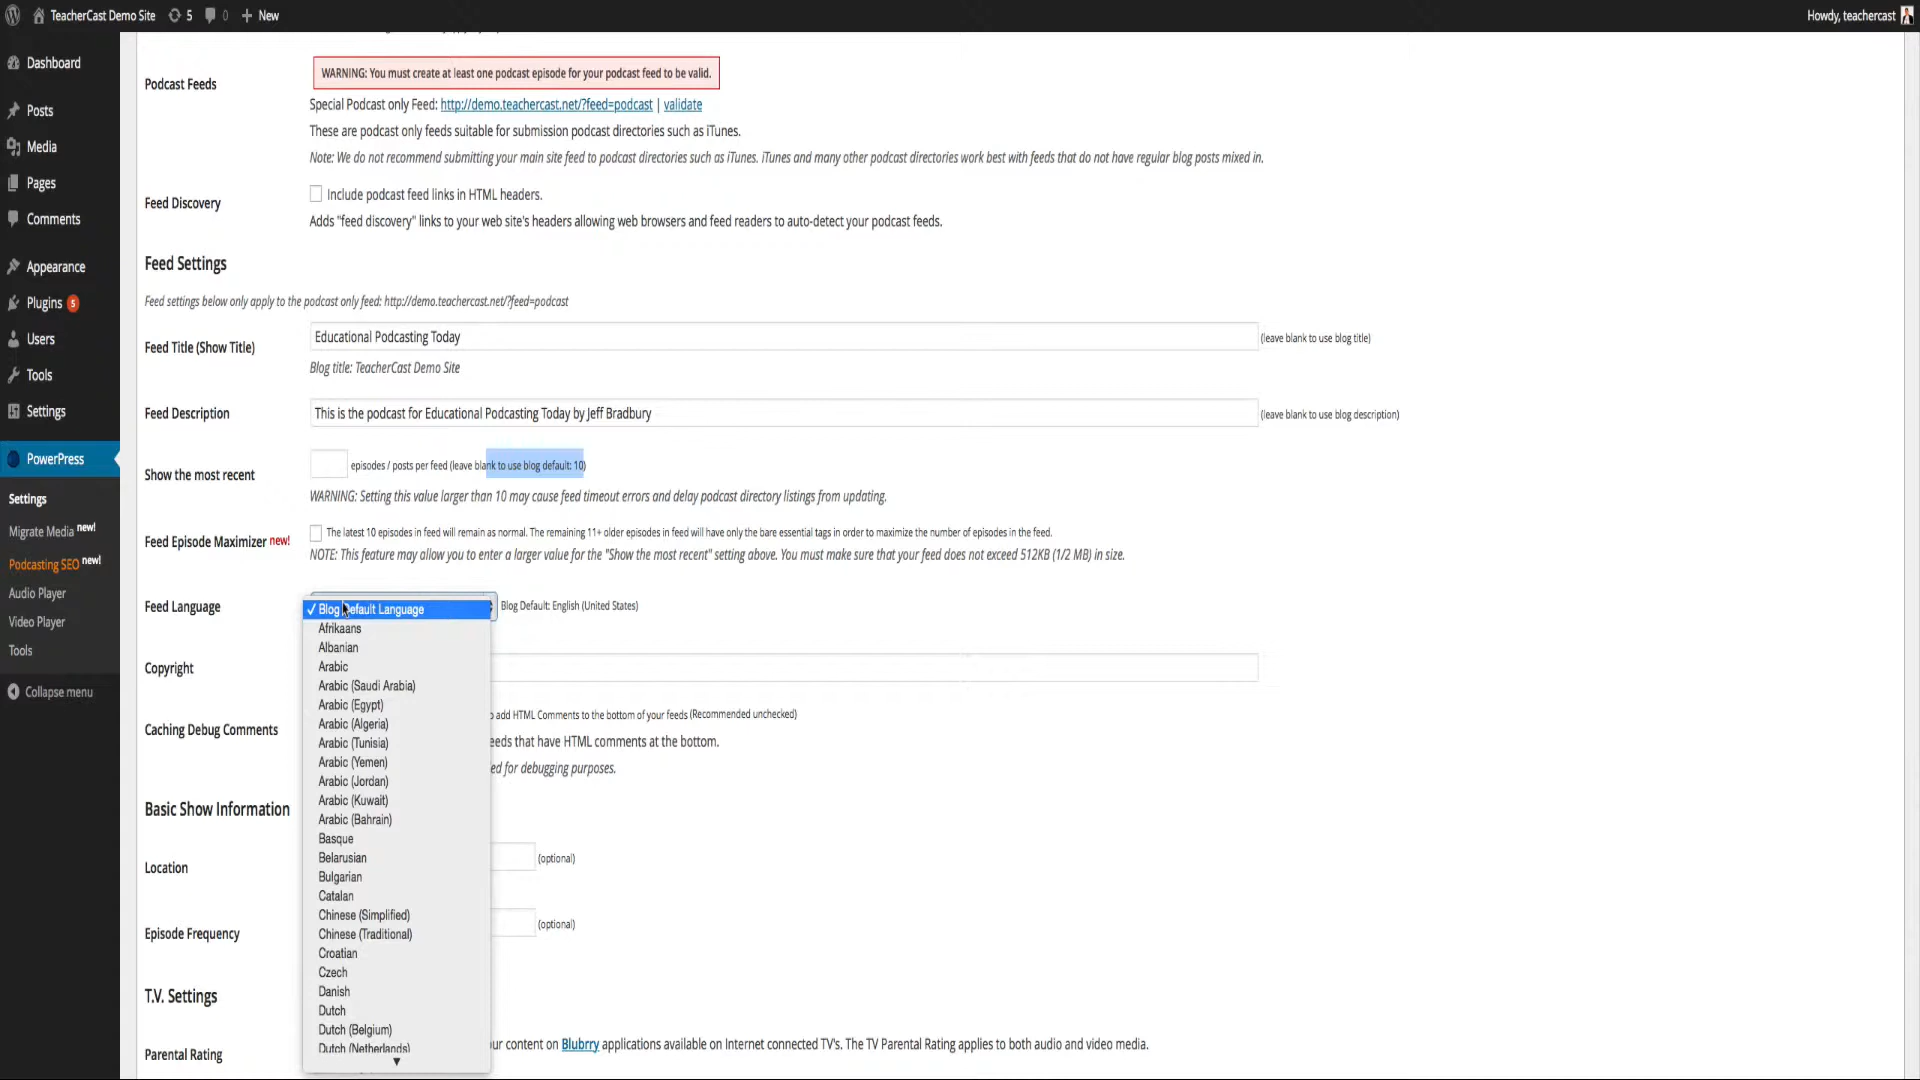 TeacherCast Demo Site 5 0 New
Howdy, teachercast
Dashboard
Posts
Media
Pages
Comments
Appearance
Plugins 5
Users
Tools
Settings
PowerPress
Settings
Migrate Media new!
Podcasting SEO new!
Audio Player
Video Player
Tools
Collapse menu
Podcast Feeds
WARNING: You must create at least one podcast episode for your podcast feed to be valid.
Special Podcast only Feed: http://demo.teachercast.net/?feed=podcast | validate
These are podcast only feeds suitable for submission podcast directories such as iTunes.
Note: We do not recommend submitting your main site feed to podcast directories such as iTunes. iTunes and many other podcast directories work best with feeds that do not have regular blog posts mixed in.
Feed Discovery
Include podcast feed links in HTML headers.
Adds "feed discovery" links to your web site's headers allowing web browsers and feed readers to auto-detect your podcast feeds.
Feed Settings
Feed settings below only apply to the podcast only feed: http://demo.teachercast.net/?feed=podcast
Feed Title (Show Title)
Educational Podcasting Today
(leave blank to use blog title)
Blog title: TeacherCast Demo Site
Feed Description
This is the podcast for Educational Podcasting Today by Jeff Bradbury
(leave blank to use blog description)
Show the most recent
episodes / posts per feed (leave blank to use blog default: 10)
WARNING: Setting this value larger than 10 may cause feed timeout errors and delay podcast directory listings from updating.
Feed Episode Maximizer new!
The latest 10 episodes in feed will remain as normal. The remaining 11+ older episodes in feed will have only the bare essential tags in order to maximize the number of episodes in the feed.
NOTE: This feature may allow you to enter a larger value for the "Show the most recent" setting above. You must make sure that your feed does not exceed 512KB (1/2 MB) in size.
Feed Language
Blog Default Language
Blog Default: English (United States)
Afrikaans
Albanian
Arabic
Arabic (Saudi Arabia)
Arabic (Egypt)
Arabic (Algeria)
Arabic (Tunisia)
Arabic (Yemen)
Arabic (Jordan)
Arabic (Kuwait)
Arabic (Bahrain)
Basque
Belarusian
Bulgarian
Catalan
Chinese (Simplified)
Chinese (Traditional)
Croatian
Czech
Danish
Dutch
Dutch (Belgium)
Dutch (Netherlands)
Copyright
Caching Debug Comments
add HTML Comments to the bottom of your feeds (Recommended unchecked)
eeds that have HTML comments at the bottom.
ed for debugging purposes.
Basic Show Information
Location
(optional)
Episode Frequency
(optional)
T.V. Settings
Parental Rating
ur content on Blubrry applications available on Internet connected TV's. The TV Parental Rating applies to both audio and video media.